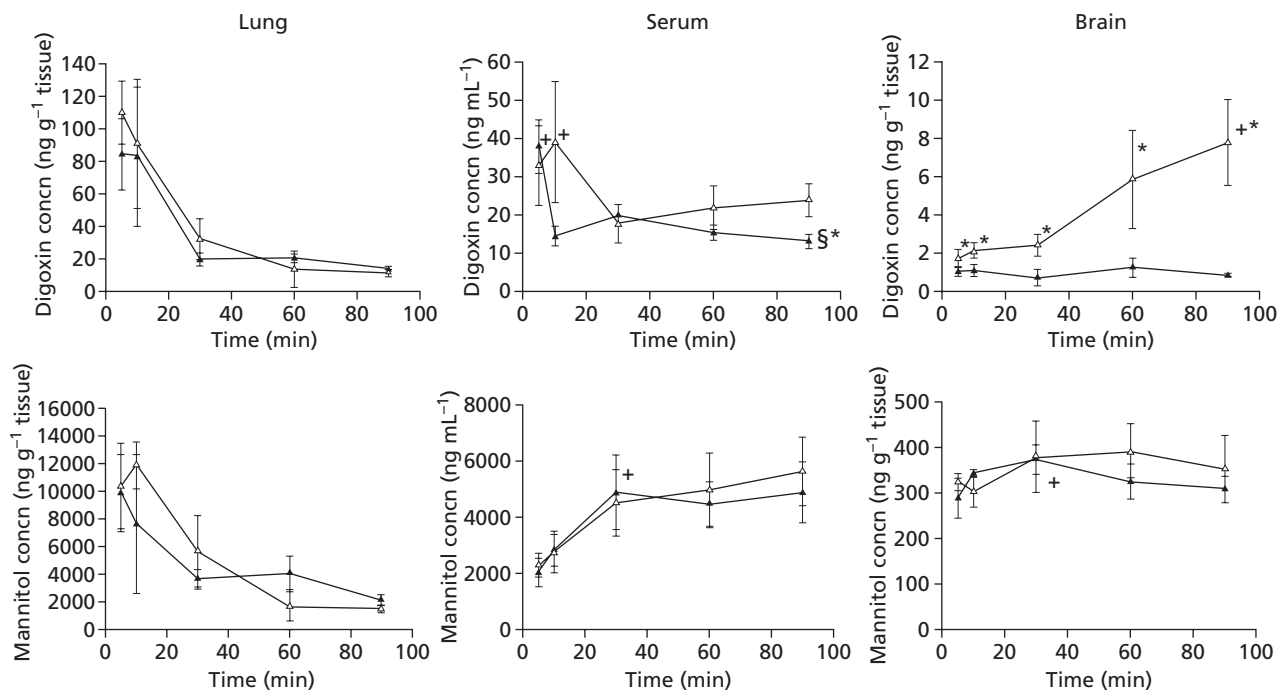 Lung
Serum
Brain
Digoxin concn (ng g⁻¹ tissue)
140
120
100
80
60
40
20
0
0 20 40 60 80 100
Time (min)
Digoxin concn (ng mL⁻¹)
60
50
40
30
20
10
0
+
+
§*
0 20 40 60 80 100
Time (min)
Digoxin concn (ng g⁻¹ tissue)
12
10
8
6
4
2
0
*
*
*
*
+*
0 20 40 60 80 100
Time (min)
Mannitol concn (ng g⁻¹ tissue)
16000
14000
12000
10000
8000
6000
4000
2000
0
0 20 40 60 80 100
Time (min)
Mannitol concn (ng mL⁻¹)
8000
6000
4000
2000
0
+
0 20 40 60 80 100
Time (min)
Mannitol concn (ng g⁻¹ tissue)
500
400
300
200
100
0
+
0 20 40 60 80 100
Time (min)